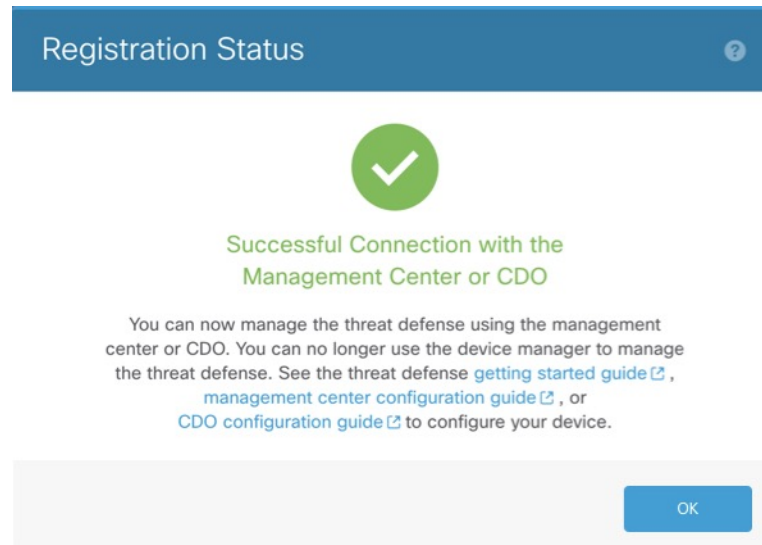 Registration Status
?
Successful Connection with the
Management Center or CDO
You can now manage the threat defense using the management
center or CDO. You can no longer use the device manager to manage
the threat defense. See the threat defense getting started guide ,
management center configuration guide , or
CDO configuration guide to configure your device.
OK